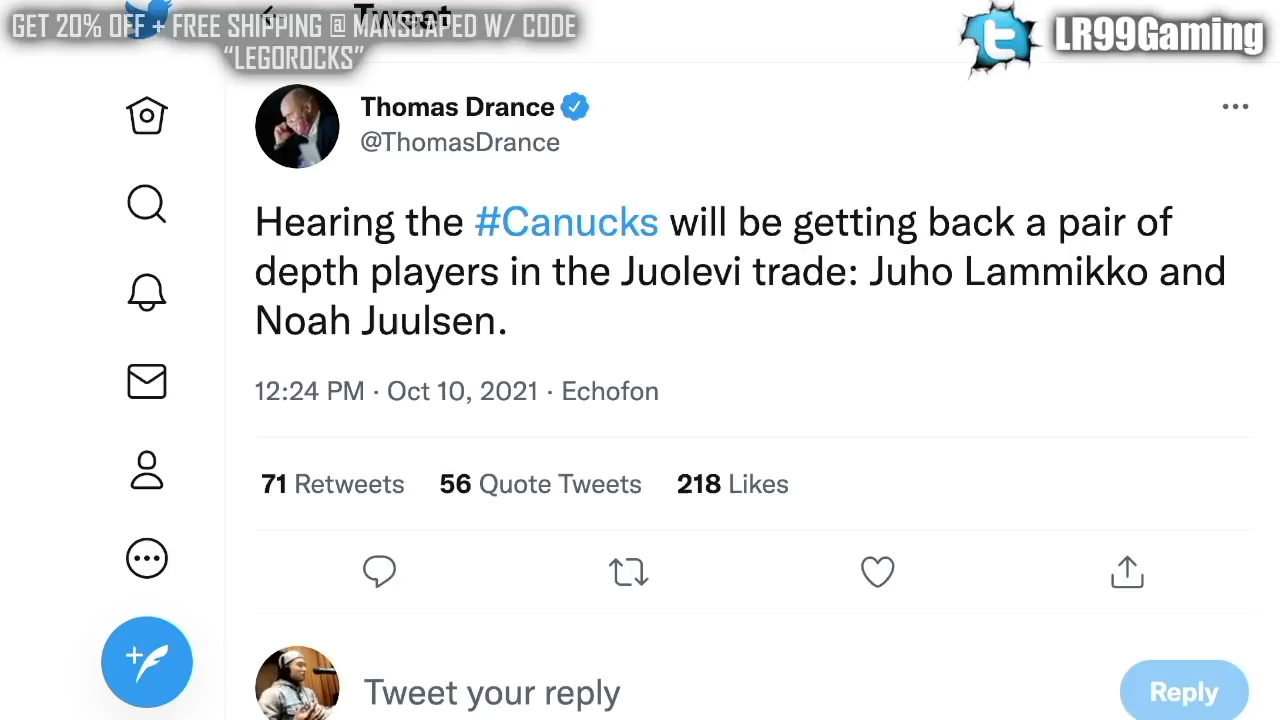 GET 20% OFF + FREE SHIPPING @ MANSCAPED W/ CODE
“LEGOROCKS”
Tweet
LR99Gaming
Thomas Drance
@ThomasDrance
Hearing the #Canucks will be getting back a pair of
depth players in the Juolevi trade: Juho Lammikko and
Noah Juulsen.
12:24 PM · Oct 10, 2021 · Echofon
71 Retweets 56 Quote Tweets 218 Likes
Tweet your reply
Reply